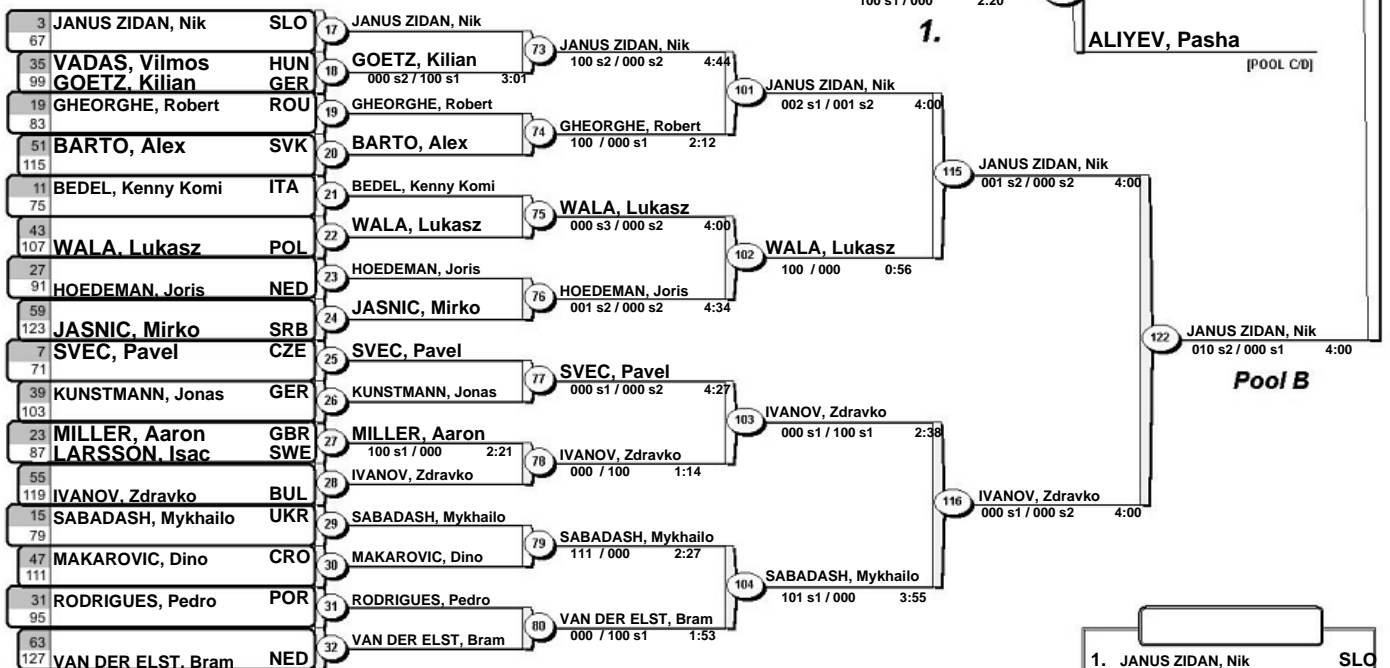 100 s1 / 000 2:20
1.
ALIYEV, Pasha
[POOL C/D]
3 JANUS ZIDAN, Nik SLO
67
35 VADAS, Vilmos HUN
99 GOETZ, Kilian GER
19 GHEORGHE, Robert ROU
83
51 BARTO, Alex SVK
115
11 BEDEL, Kenny Komi ITA
75
43
107 WALA, Lukasz POL
27
91 HOEDEMAN, Joris NED
59
123 JASNIC, Mirko SRB
7 SVEC, Pavel CZE
71
39 KUNSTMANN, Jonas GER
103
23 MILLER, Aaron GBR
87 LARSSON, Isac SWE
55
119 IVANOV, Zdravko BUL
15 SABADASH, Mykhailo UKR
79
47 MAKAROVIC, Dino CRO
111
31 RODRIGUES, Pedro POR
95
63
127 VAN DER ELST, Bram NED
17 JANUS ZIDAN, Nik
18 GOETZ, Kilian
000 s2 / 100 s1 3:01
19 GHEORGHE, Robert
20 BARTO, Alex
21 BEDEL, Kenny Komi
22 WALA, Lukasz
23 HOEDEMAN, Joris
24 JASNIC, Mirko
25 SVEC, Pavel
26 KUNSTMANN, Jonas
27 MILLER, Aaron
100 s1 / 000 2:21
28 IVANOV, Zdravko
29 SABADASH, Mykhailo
30 MAKAROVIC, Dino
31 RODRIGUES, Pedro
32 VAN DER ELST, Bram
73 JANUS ZIDAN, Nik
100 s2 / 000 s2 4:44
74 GHEORGHE, Robert
100 / 000 s1 2:12
75 WALA, Lukasz
000 s3 / 000 s2 4:00
76 HOEDEMAN, Joris
001 s2 / 000 s2 4:34
77 SVEC, Pavel
000 s1 / 000 s2 4:27
78 IVANOV, Zdravko
000 / 100 1:14
79 SABADASH, Mykhailo
111 / 000 2:27
80 VAN DER ELST, Bram
000 / 100 s1 1:53
101 JANUS ZIDAN, Nik
002 s1 / 001 s2 4:00
102 WALA, Lukasz
100 / 000 0:56
103 IVANOV, Zdravko
000 s1 / 100 s1 2:38
104 SABADASH, Mykhailo
101 s1 / 000 3:55
115 JANUS ZIDAN, Nik
001 s2 / 000 s2 4:00
116 IVANOV, Zdravko
000 s1 / 000 s2 4:00
122 JANUS ZIDAN, Nik
010 s2 / 000 s1 4:00
Pool B
1. JANUS ZIDAN, Nik SLO